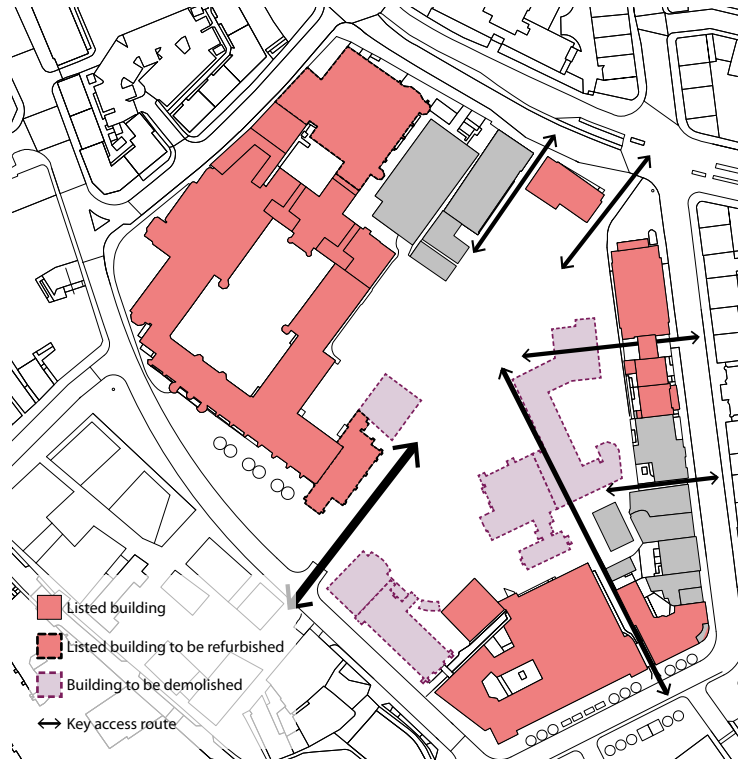 Listed building
Listed building to be refurbished
Building to be demolished
Key access route